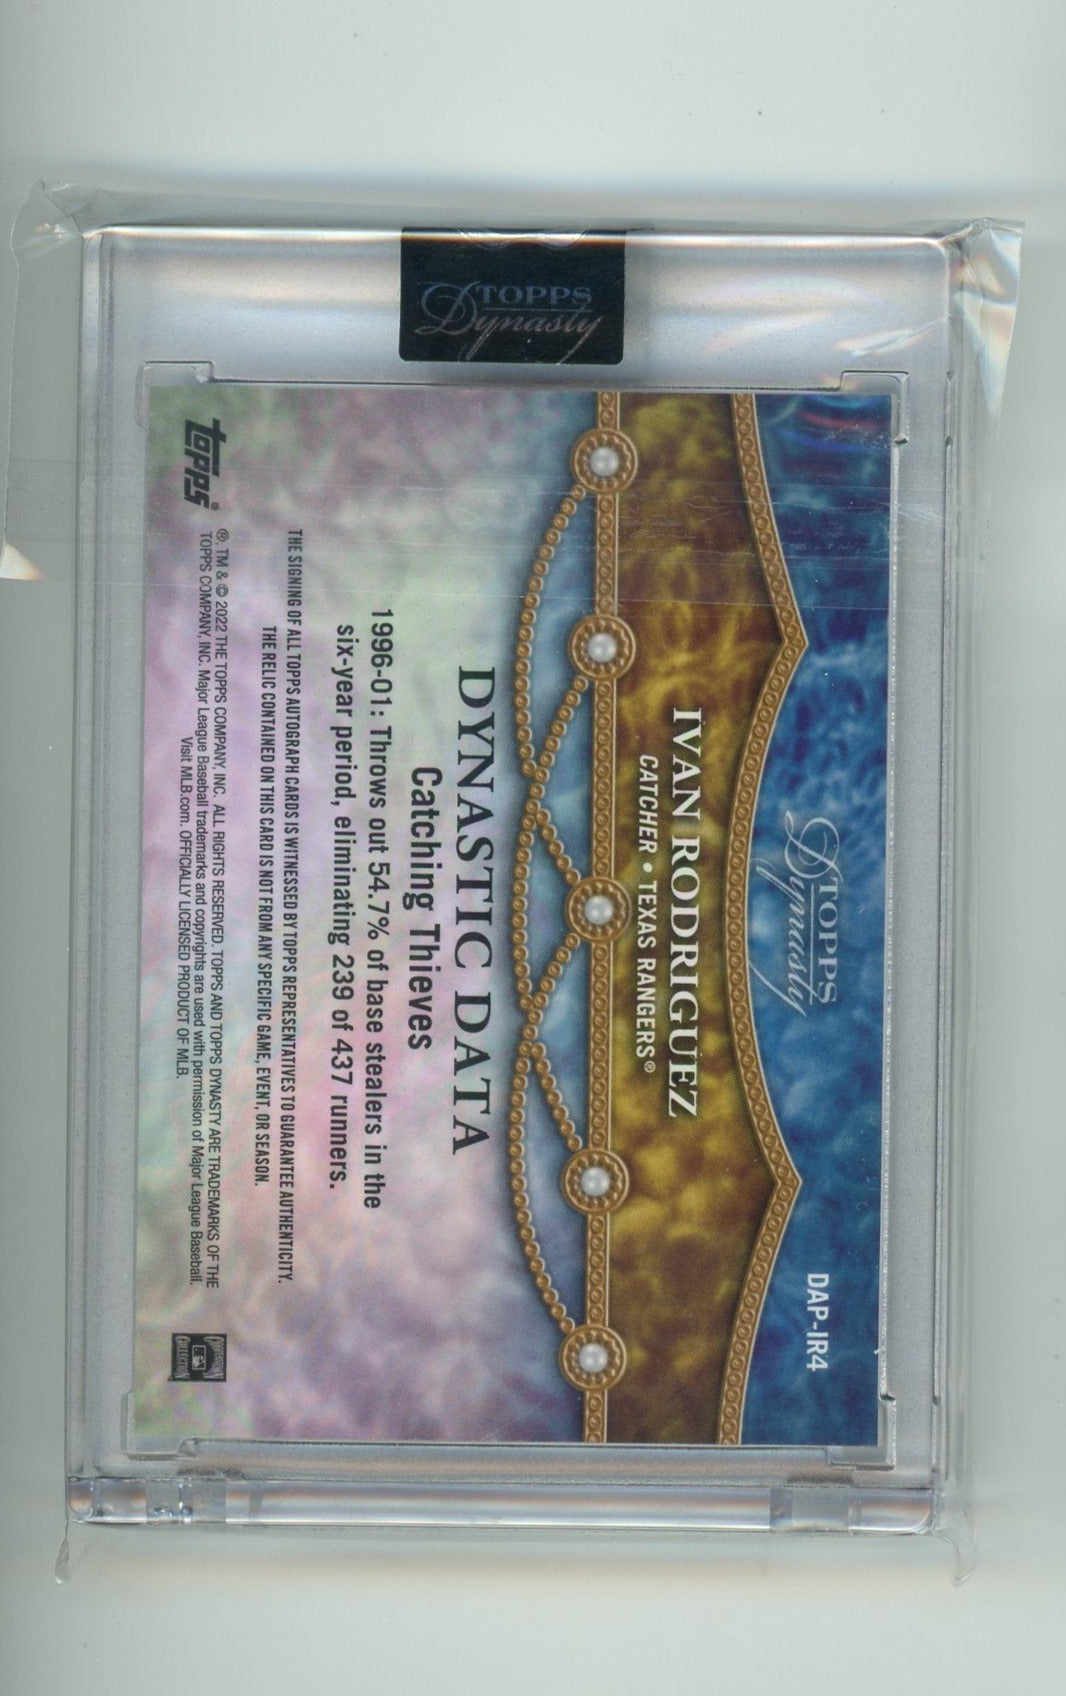 TOPPS
Dynasty
TOPPS
Dynasty
DAP-IR4
IVAN RODRIGUEZ
CATCHER • TEXAS RANGERS®
DYNASTIC DATA
Catching Thieves
1996-01: Throws out 54.7% of base stealers in the
six-year period, eliminating 239 of 437 runners.
THE SIGNING OF ALL TOPPS AUTOGRAPH CARDS IS WITNESSED BY TOPPS REPRESENTATIVES TO GUARANTEE AUTHENTICITY.
THE RELIC CONTAINED ON THIS CARD IS NOT FROM ANY SPECIFIC GAME, EVENT, OR SEASON.
topps®
®, TM & © 2022 THE TOPPS COMPANY, INC. ALL RIGHTS RESERVED. TOPPS AND TOPPS DYNASTY ARE TRADEMARKS OF THE
TOPPS COMPANY, INC. Major League Baseball trademarks and copyrights are used with permission of Major League Baseball.
Visit MLB.com. OFFICIALLY LICENSED PRODUCT OF MLB.
COOPERSTOWN
COLLECTION